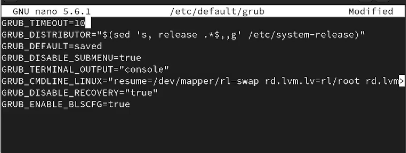 GNU nano 5.6.1 /etc/default/grub Modified
GRUB_TIMEOUT=10
GRUB_DISTRIBUTOR="$(sed 's, release .*$,,g' /etc/system-release)"
GRUB_DEFAULT=saved
GRUB_DISABLE_SUBMENU=true
GRUB_TERMINAL_OUTPUT="console"
GRUB_CMDLINE_LINUX="resume=/dev/mapper/rl swap rd.lvm.lv=rl/root rd.lvm>
GRUB_DISABLE_RECOVERY="true"
GRUB_ENABLE_BLSCFG=true